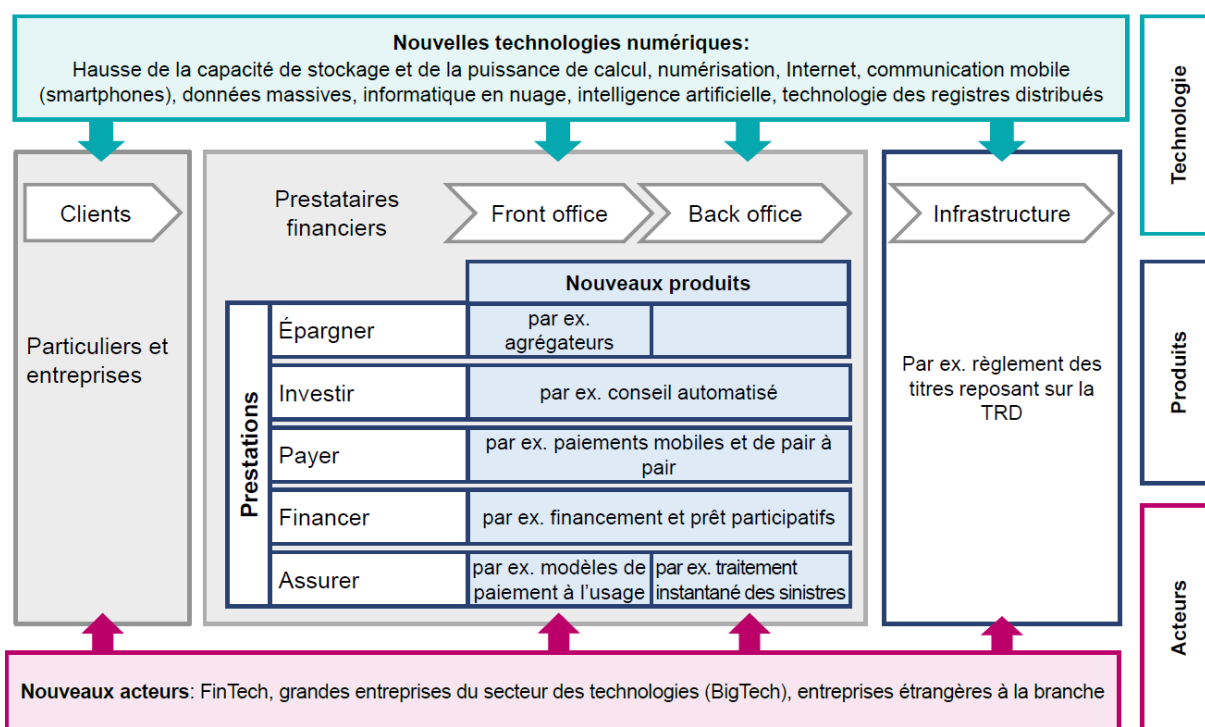 Nouvelles technologies numériques:
Hausse de la capacité de stockage et de la puissance de calcul, numérisation, Internet, communication mobile
(smartphones), données massives, informatique en nuage, intelligence artificielle, technologie des registres distribués
Technologie
Clients
Prestataires
financiers
Front office
Back office
Infrastructure
Particuliers et
entreprises
Nouveaux produits
Prestations
Épargner
par ex.
agrégateurs
Investir
par ex. conseil automatisé
Payer
par ex. paiements mobiles et de pair à
pair
Financer
par ex. financement et prêt participatifs
Assurer
par ex. modèles de
paiement à l'usage
par ex. traitement
instantané des sinistres
Par ex. règlement des
titres reposant sur la
TRD
Produits
Acteurs
Nouveaux acteurs: FinTech, grandes entreprises du secteur des technologies (BigTech), entreprises étrangères à la branche